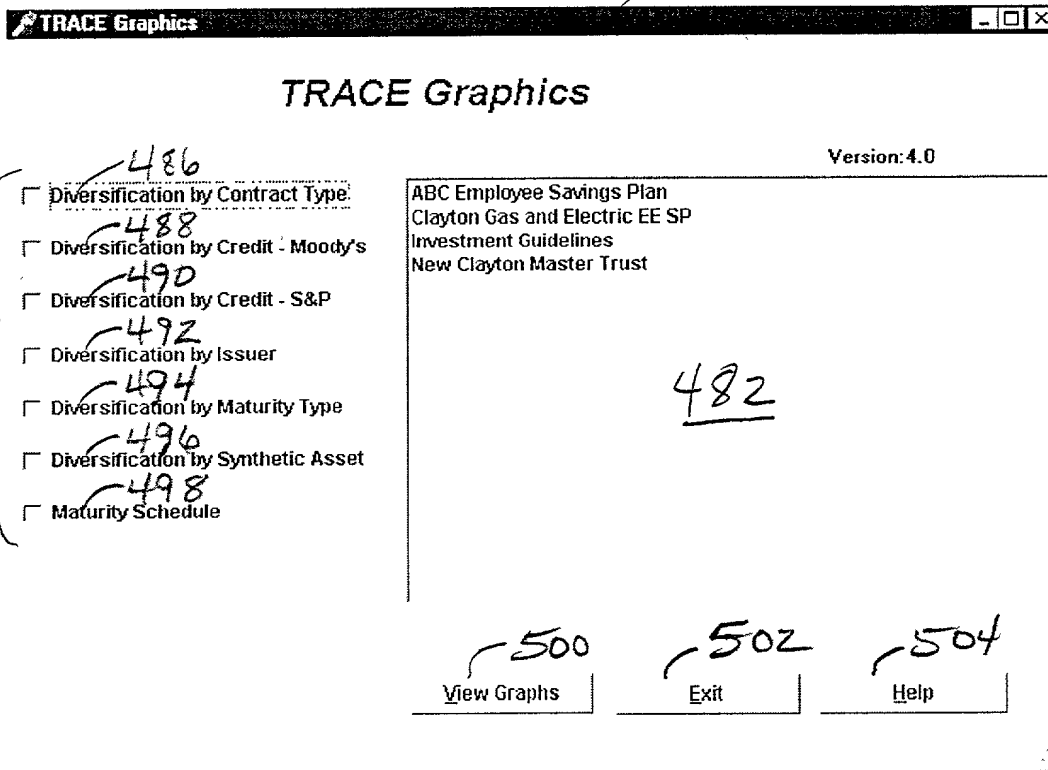 TRACE Graphics
TRACE Graphics
Version:4.0
486
Diversification by Contract Type
488
Diversification by Credit - Moody's
490
Diversification by Credit - S&P
492
Diversification by Issuer
494
Diversification by Maturity Type
496
Diversification by Synthetic Asset
498
Maturity Schedule
ABC Employee Savings Plan
Clayton Gas and Electric EE SP
Investment Guidelines
New Clayton Master Trust
482
500
502
504
View Graphs
Exit
Help